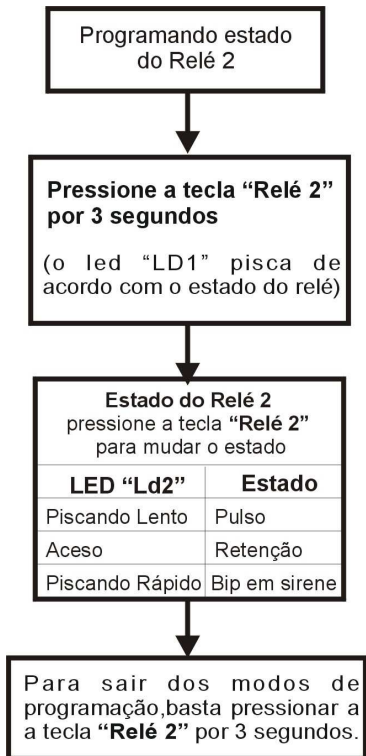 Programando estado
do Relé 2
Pressione a tecla “Relé 2”
por 3 segundos
(o led “LD1” pisca de
acordo com o estado do relé)
Estado do Relé 2
pressione a tecla “Relé 2”
para mudar o estado
LED “Ld2” Estado
Piscando Lento Pulso
Aceso Retenção
Piscando Rápido Bip em sirene
Para sair dos modos de
programação,basta pressionar a
a tecla “Relé 2” por 3 segundos.